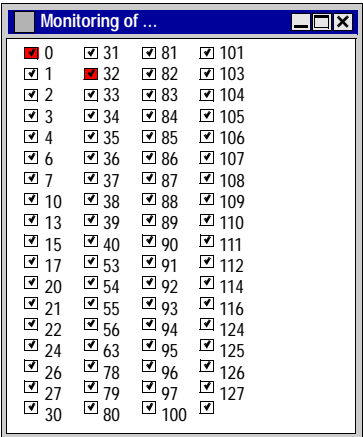 Monitoring of ...
0 31 81 101
1 32 82 103
2 33 83 104
3 34 84 105
4 35 85 106
6 36 86 107
7 37 87 108
10 38 88 109
13 39 89 110
15 40 90 111
17 53 91 112
20 54 92 114
21 55 93 116
22 56 94 124
24 63 95 125
26 78 96 126
27 79 97 127
30 80 100